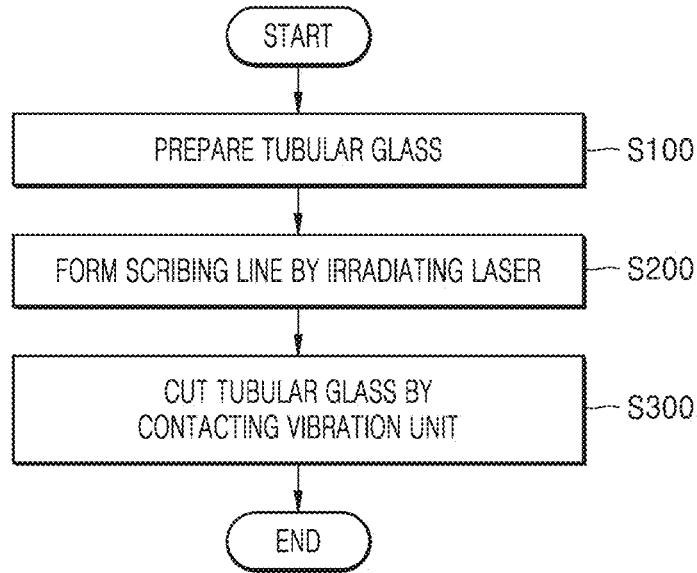 START
PREPARE TUBULAR GLASS
S100
FORM SCRIBING LINE BY IRRADIATING LASER
S200
CUT TUBULAR GLASS BY
CONTACTING VIBRATION UNIT
S300
END